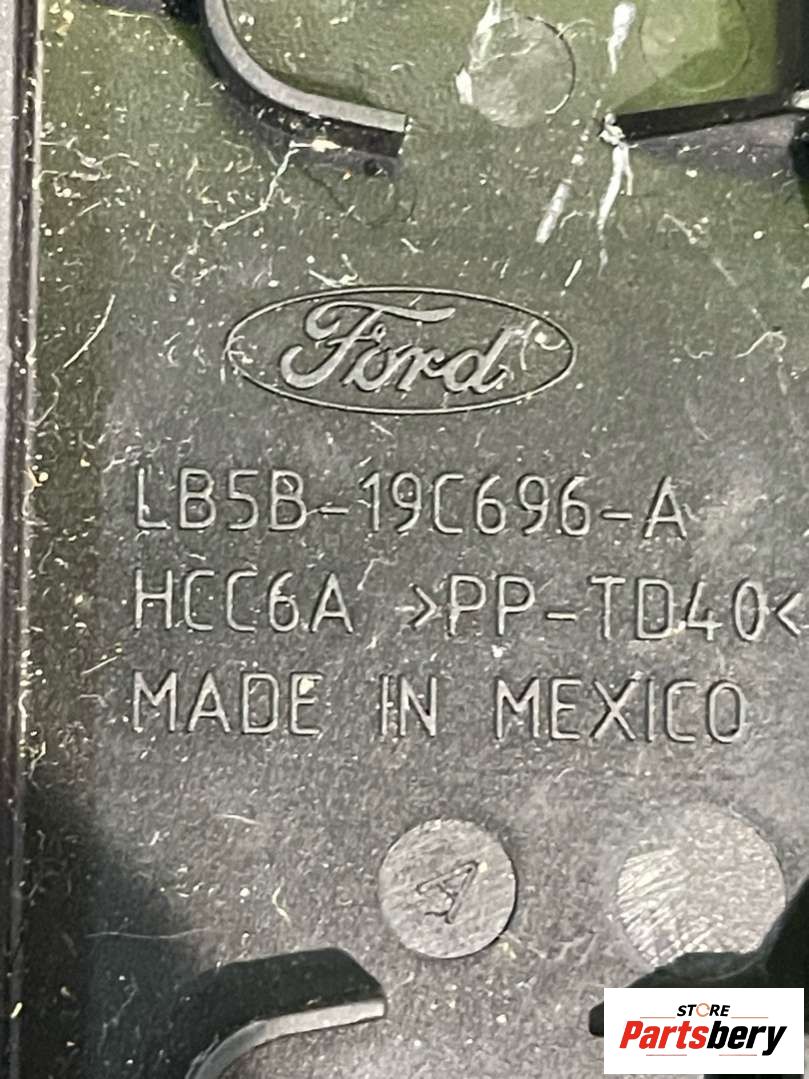 Ford
LB5B-19C696-A
HCC6A >PP-TD40<
MADE IN MEXICO
A
STORE
Partsbery